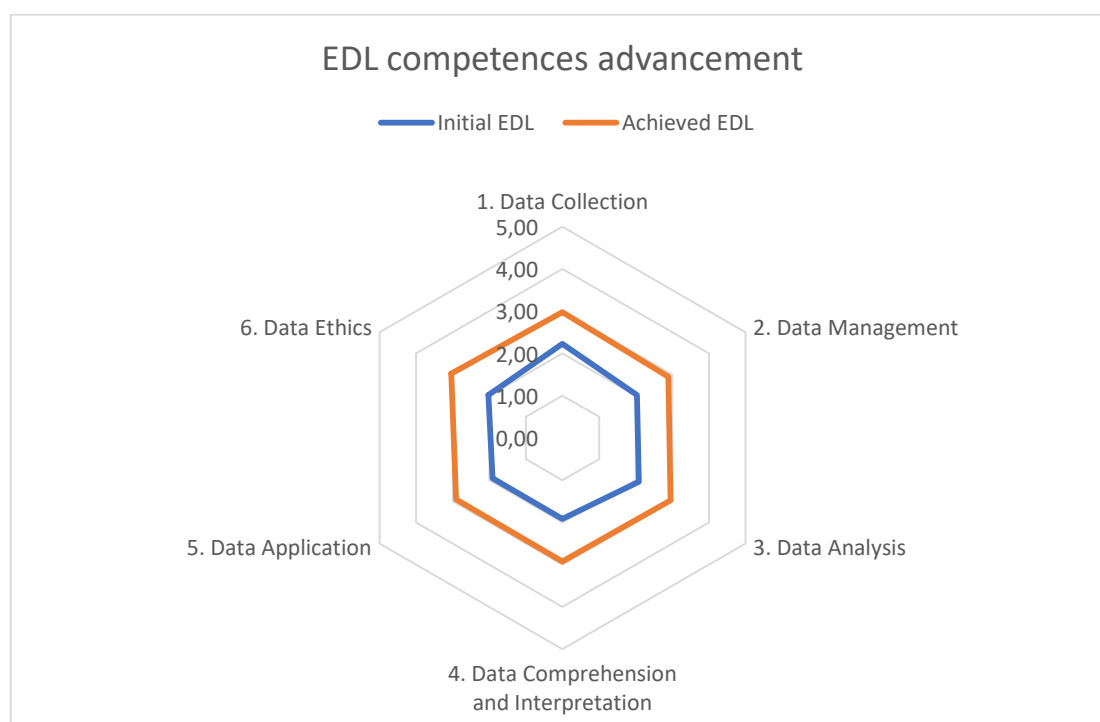 EDL competences advancement
Initial EDL
Achieved EDL
1. Data Collection
5,00
4,00
3,00
2,00
1,00
0,00
6. Data Ethics
2. Data Management
5. Data Application
3. Data Analysis
4. Data Comprehension
and Interpretation